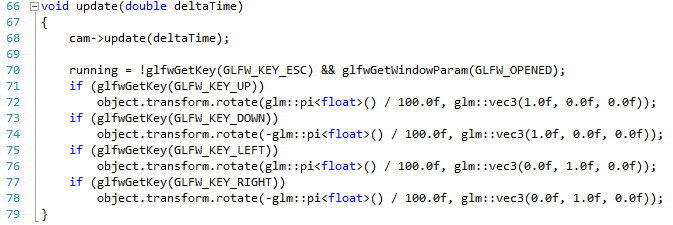 66 void update(double deltaTime)
67 {
68     cam->update(deltaTime);
69
70     running = !glfwGetKey(GLFW_KEY_ESC) && glfwGetWindowParam(GLFW_OPENED);
71     if (glfwGetKey(GLFW_KEY_UP))
72         object.transform.rotate(glm::pi<float>() / 100.0f, glm::vec3(1.0f, 0.0f, 0.0f));
73     if (glfwGetKey(GLFW_KEY_DOWN))
74         object.transform.rotate(-glm::pi<float>() / 100.0f, glm::vec3(1.0f, 0.0f, 0.0f));
75     if (glfwGetKey(GLFW_KEY_LEFT))
76         object.transform.rotate(glm::pi<float>() / 100.0f, glm::vec3(0.0f, 1.0f, 0.0f));
77     if (glfwGetKey(GLFW_KEY_RIGHT))
78         object.transform.rotate(-glm::pi<float>() / 100.0f, glm::vec3(0.0f, 1.0f, 0.0f));
79 }